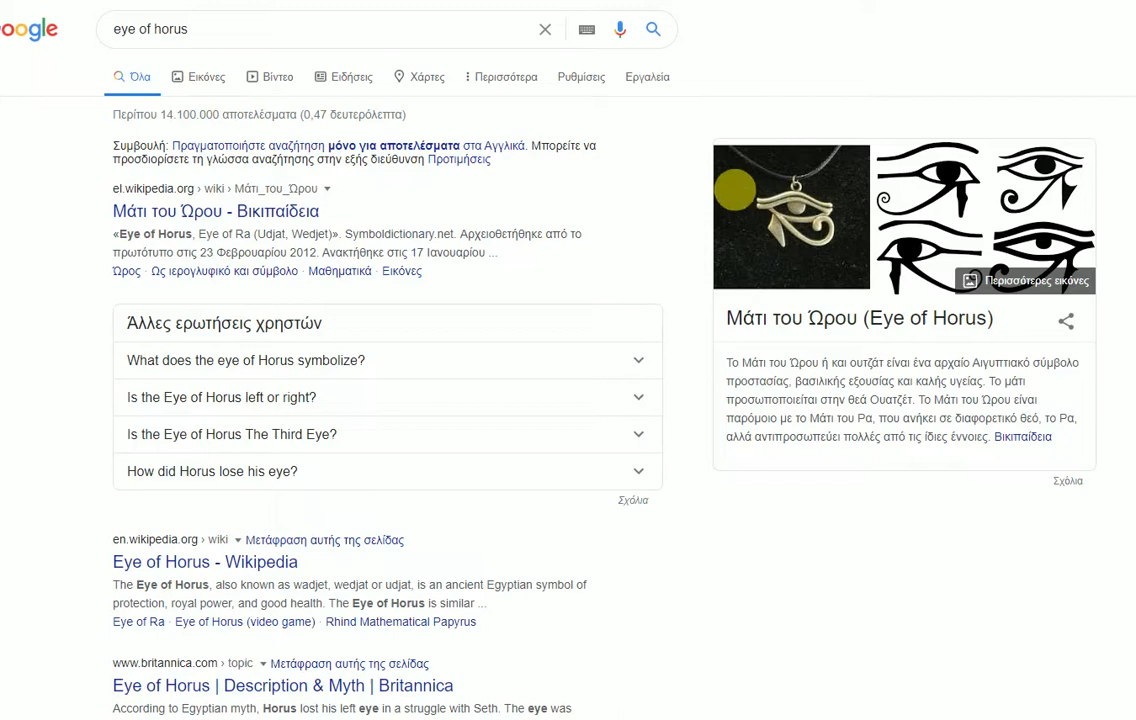 oogle
eye of horus
Όλα Εικόνες Βίντεο Ειδήσεις Χάρτες Περισσότερα Ρυθμίσεις Εργαλεία
Περίπου 14.100.000 αποτελέσματα (0,47 δευτερόλεπτα)
Συμβουλή: Πραγματοποιήστε αναζήτηση μόνο για αποτελέσματα στα Αγγλικά. Μπορείτε να
προσδιορίσετε τη γλώσσα αναζήτησης στην εξής διεύθυνση Προτιμήσεις
el.wikipedia.org › wiki › Μάτι_του_Ώρου
Μάτι του Ώρου - Βικιπαίδεια
«Eye of Horus, Eye of Ra (Udjat, Wedjet)». Symboldictionary.net. Αρχειοθετήθηκε από το
πρωτότυπο στις 23 Φεβρουαρίου 2012. Ανακτήθηκε στις 17 Ιανουαρίου ...
Ώρος · Ως ιερογλυφικό και σύμβολο · Μαθηματικά · Εικόνες
Άλλες ερωτήσεις χρηστών
What does the eye of Horus symbolize?
Is the Eye of Horus left or right?
Is the Eye of Horus The Third Eye?
How did Horus lose his eye?
Σχόλια
en.wikipedia.org › wiki Μετάφραση αυτής της σελίδας
Eye of Horus - Wikipedia
The Eye of Horus, also known as wadjet, wedjat or udjat, is an ancient Egyptian symbol of
protection, royal power, and good health. The Eye of Horus is similar ...
Eye of Ra · Eye of Horus (video game) · Rhind Mathematical Papyrus
www.britannica.com › topic Μετάφραση αυτής της σελίδας
Eye of Horus | Description & Myth | Britannica
According to Egyptian myth, Horus lost his left eye in a struggle with Seth. The eye was
Περισσότερες εικόνες
Μάτι του Ώρου (Eye of Horus)
Το Μάτι του Ώρου ή και ουτζάτ είναι ένα αρχαίο Αιγυπτιακό σύμβολο
προστασίας, βασιλικής εξουσίας και καλής υγείας. Το μάτι
προσωποποιείται στην θεά Ουατζέτ. Το Μάτι του Ώρου είναι
παρόμοιο με το Μάτι του Ρα, που ανήκει σε διαφορετικό θεό, το Ρα,
αλλά αντιπροσωπεύει πολλές από τις ίδιες έννοιες. Βικιπαίδεια
Σχόλια